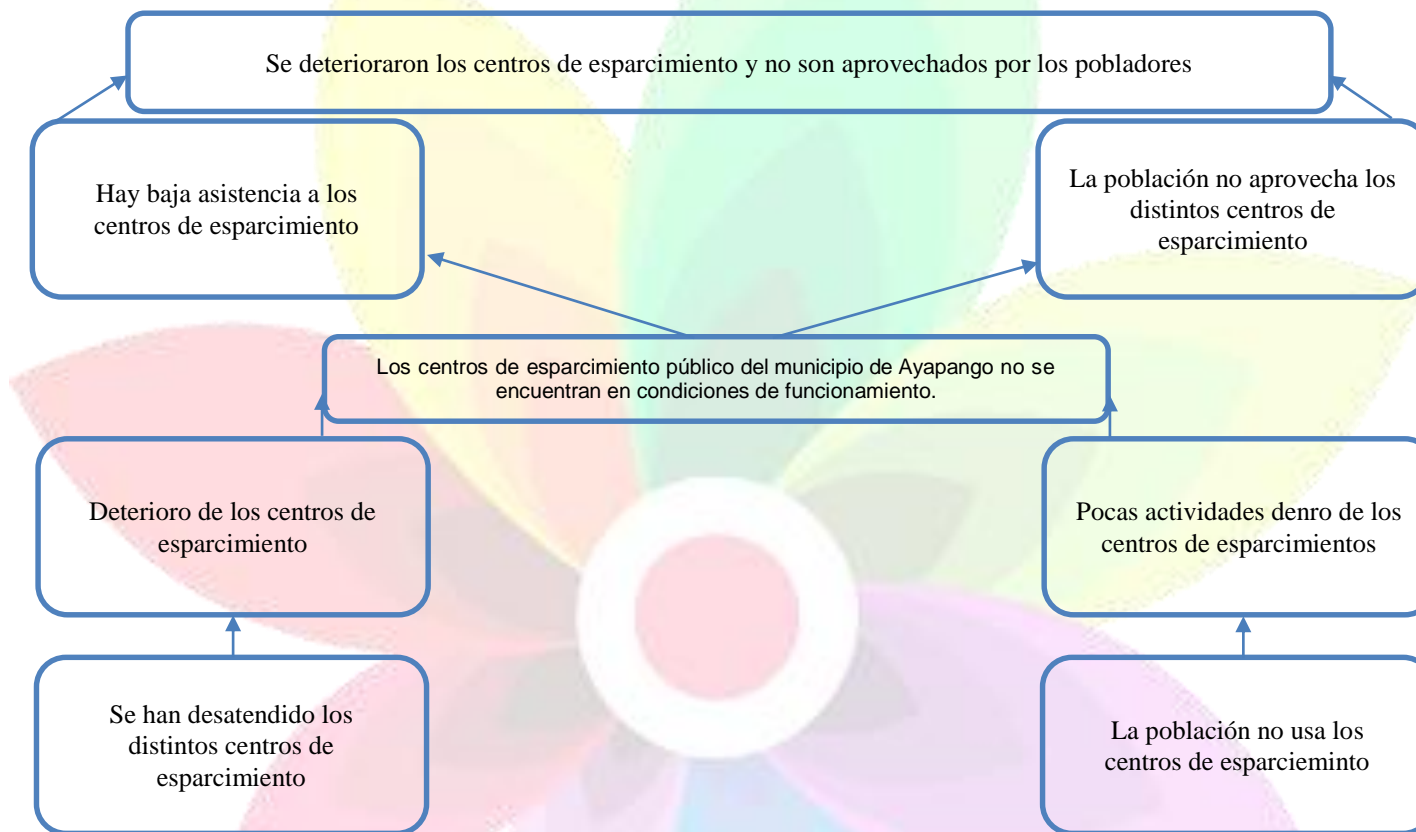 Se deterioraron los centros de esparcimiento y no son aprovechados por los pobladores
Hay baja asistencia a los
centros de esparcimiento
La población no aprovecha los
distintos centros de
esparcimiento
Los centros de esparcimiento público del municipio de Ayapango no se
encuentran en condiciones de funcionamiento.
Deterioro de los centros de
esparcimiento
Pocas actividades denro de los
centros de esparcimientos
Se han desatendido los
distintos centros de
esparcimiento
La población no usa los
centros de esparcieminto